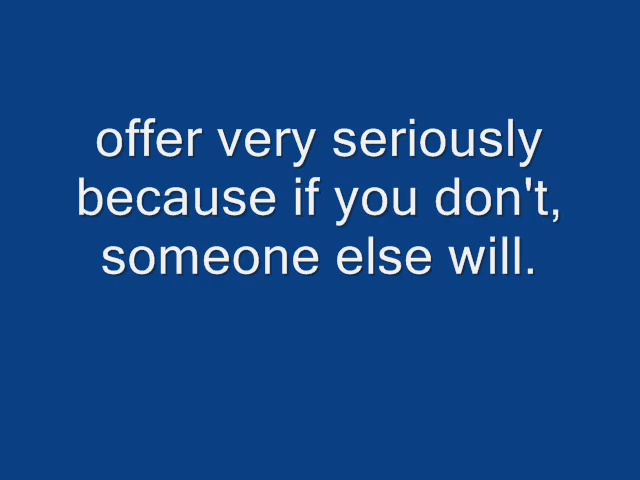 offer very seriously
because if you don't,
someone else will.